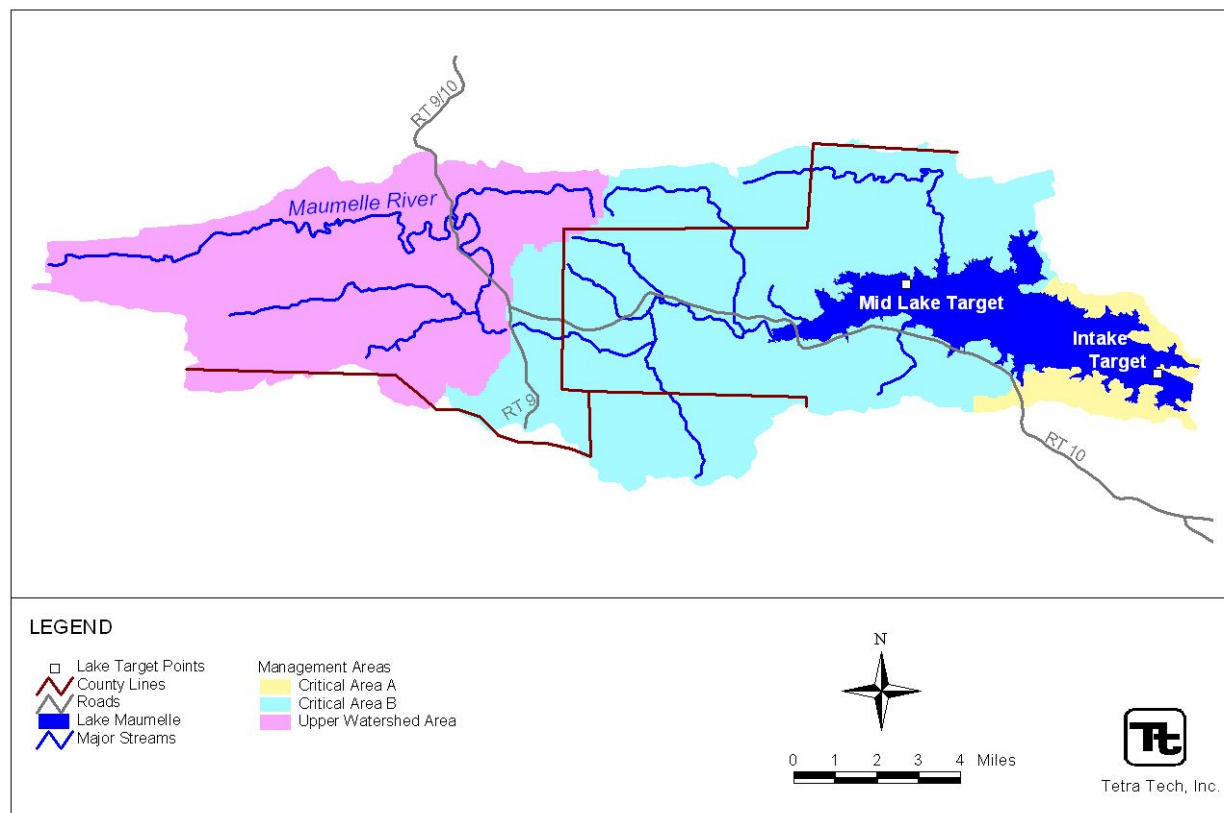 RT 9/10
Maumelle River
Mid Lake Target
Intake
Target
RT 9
RT 10
LEGEND
Lake Target Points
County Lines
Roads
Lake Maumelle
Major Streams
Management Areas
Critical Area A
Critical Area B
Upper Watershed Area
N
0 1 2 3 4 Miles
Tt
Tetra Tech, Inc.